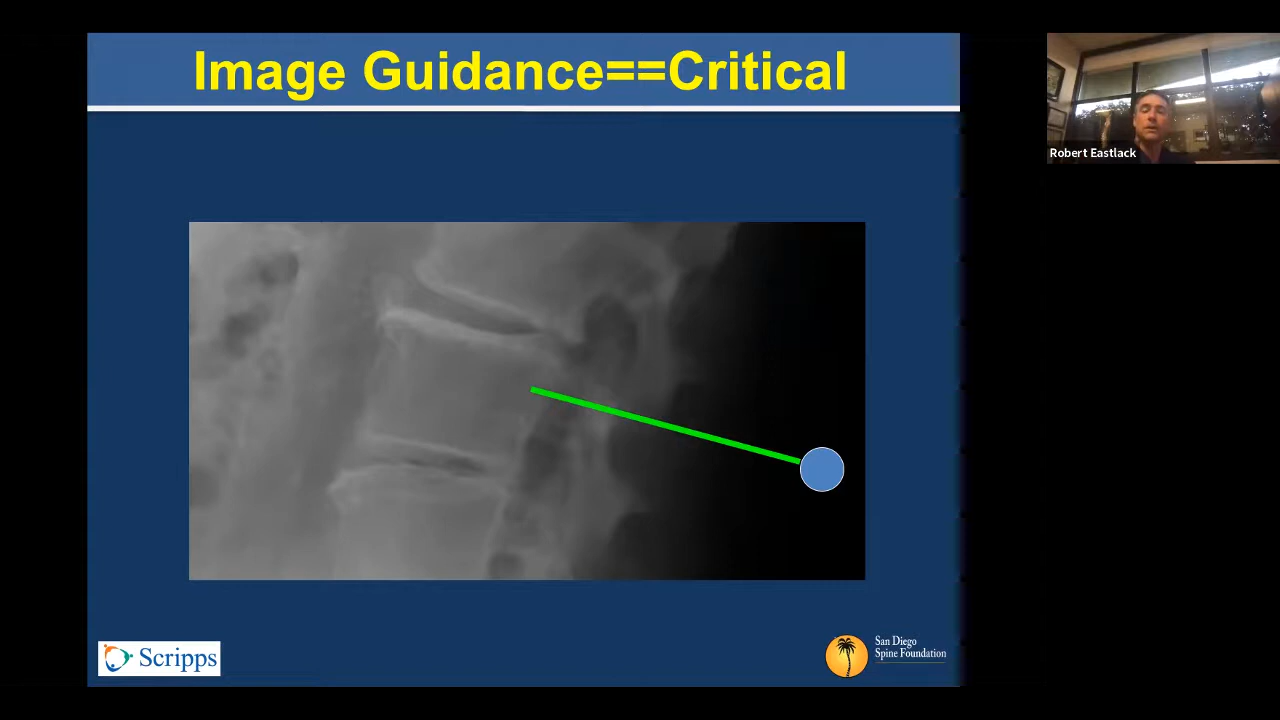 Image Guidance==Critical
Robert Eastlack
Scripps
San Diego
Spine Foundation